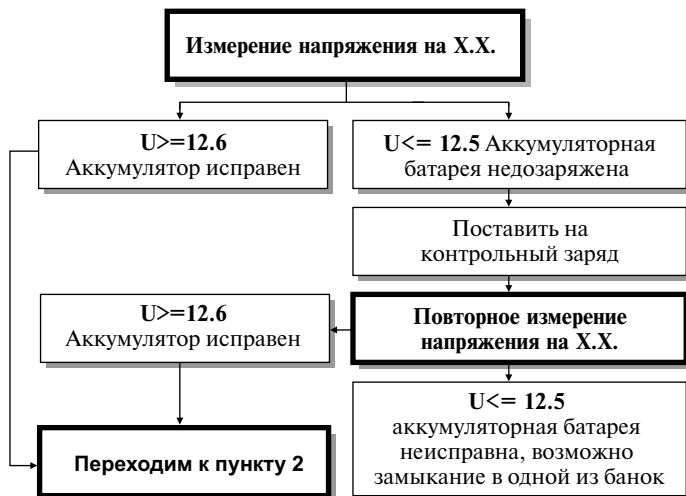 Измерение напряжения на Х.Х.
U>=12.6
Аккумулятор исправен
U<= 12.5 Аккумуляторная
батарея недозаряжена
Поставить на
контрольный заряд
U>=12.6
Аккумулятор исправен
Повторное измерение
напряжения на Х.Х.
U<= 12.5
аккумуляторная батарея
неисправна, возможно
замыкание в одной из банок
Переходим к пункту 2